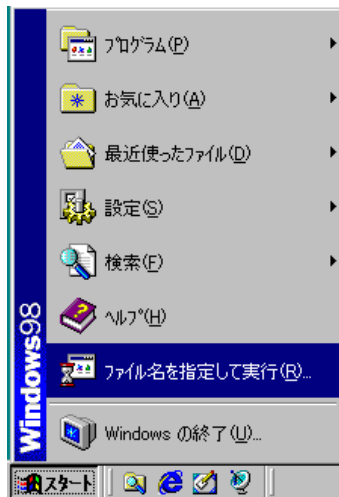 ﾌﾟﾛｸﾞﾗﾑ(P)
お気に入り(A)
最近使ったﾌｧｲﾙ(D)
設定(S)
検索(F)
ﾍﾙﾌﾟ(H)
ファイル名を指定して実行(R)...
Windows の終了(U)...
Windows98
スタート